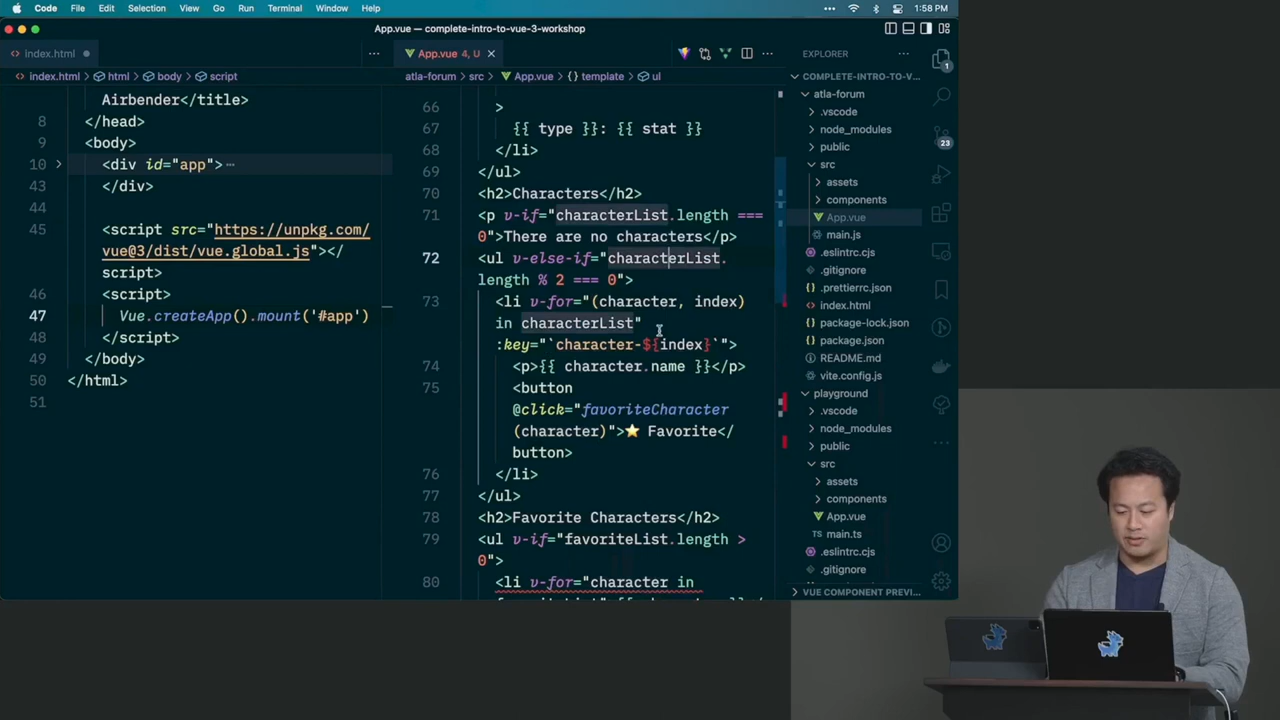 Code File Edit Selection View Go Run Terminal Window Help
1:58 PM
App.vue — complete-intro-to-vue-3-workshop
index.html
App.vue 4, U
EXPLORER
index.html > html > body > script
atla-forum > src > App.vue > template > ul
Airbender</title>
8 </head>
9 <body>
10 <div id="app">
43 </div>
44
45 <script src="https://unpkg.com/
vue@3/dist/vue.global.js"></
script>
46 <script>
47 Vue.createApp().mount('#app')
48 </script>
49 </body>
50 </html>
51
66 >
67 {{ type }}: {{ stat }}
68 </li>
69 </ul>
70 <h2>Characters</h2>
71 <p v-if="characterList.length ===
0">There are no characters</p>
72 <ul v-else-if="characterList.
length % 2 === 0">
73 <li v-for="(character, index)
in characterList"
:key="`character-${index}`">
74 <p>{{ character.name }}</p>
75 <button
@click="favoriteCharacter
(character)">⭐ Favorite</
button>
76 </li>
77 </ul>
78 <h2>Favorite Characters</h2>
79 <ul v-if="favoriteList.length >
0">
80 <li v-for="character in
COMPLETE-INTRO-TO-V...
atla-forum
.vscode
node_modules
public
src
assets
components
App.vue
main.js
.eslintrc.cjs
.gitignore
.prettierrc.json
index.html
package-lock.json
package.json
README.md
vite.config.js
playground
.vscode
node_modules
public
src
assets
components
App.vue
main.ts
.eslintrc.cjs
.gitignore
VUE COMPONENT PREVI...
1
23